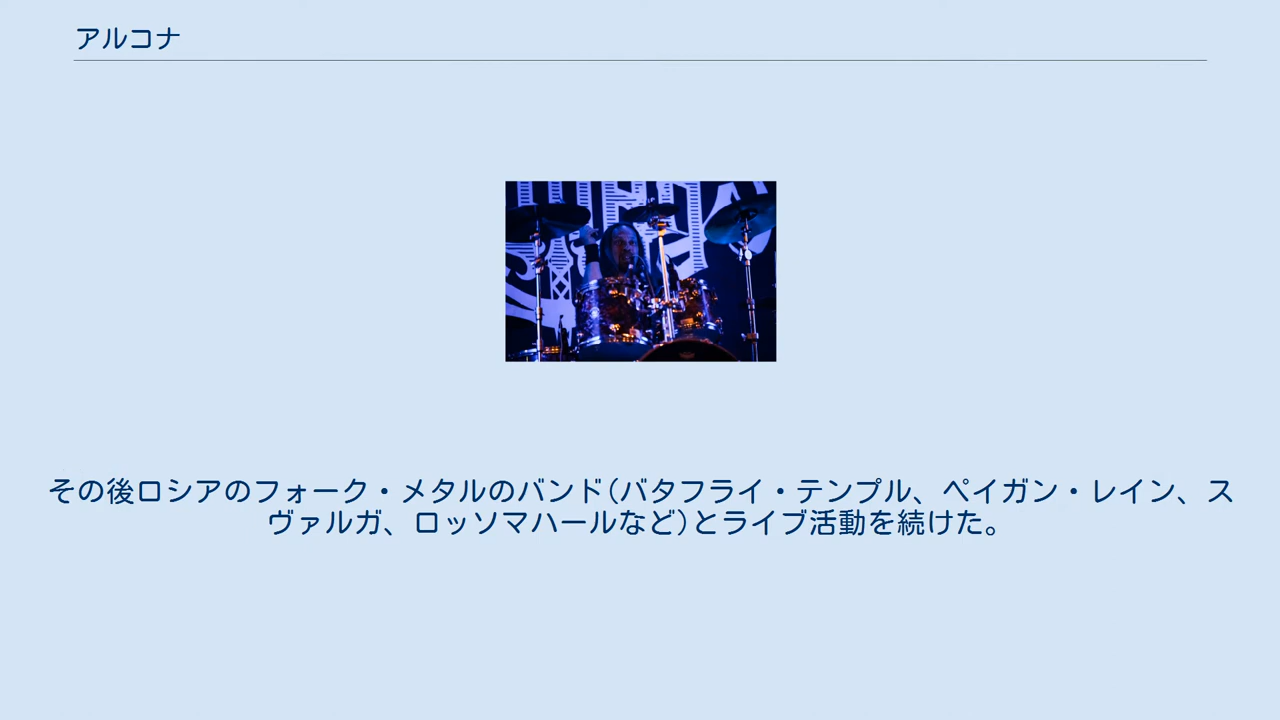 アルコナ
その後ロシアのフォーク・メタルのバンド(バタフライ・テンプル、ペイガン・レイン、ス
ヴァルガ、ロッソマハールなど)とライブ活動を続けた。